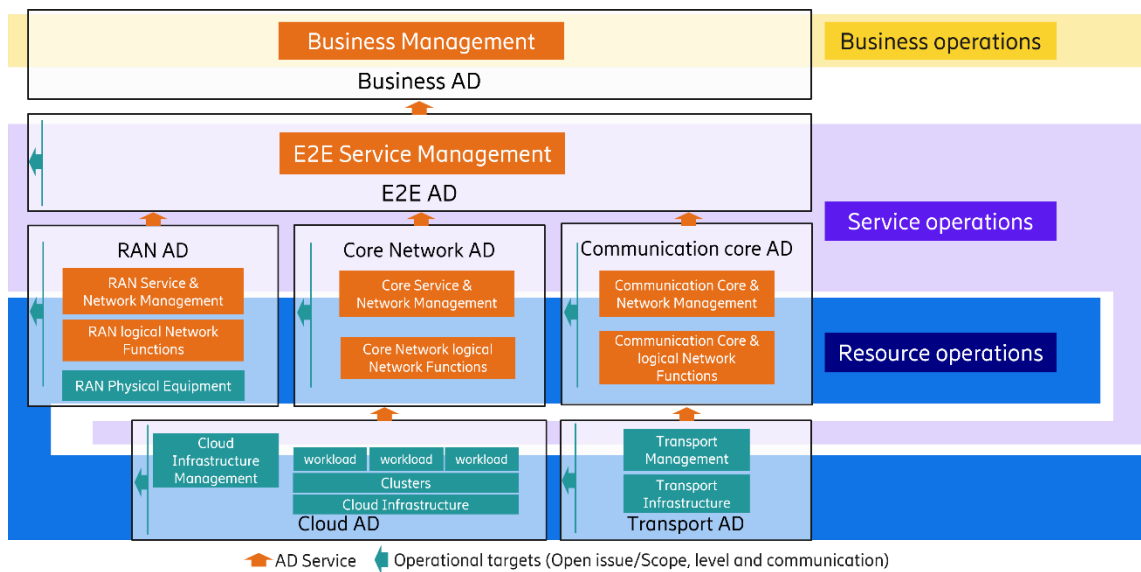 Business Management
Business operations
Business AD
E2E Service Management
E2E AD
Service operations
RAN AD
RAN Service &
Network Management
RAN logical Network
Functions
RAN Physical Equipment
Core Network AD
Core Service &
Network Management
Core Network logical
Network Functions
Communication core AD
Communication Core &
Network Management
Communication Core &
logical Network
Functions
Resource operations
Cloud
Infrastructure
Management
workload
workload
workload
Clusters
Cloud Infrastructure
Cloud AD
Transport
Management
Transport
Infrastructure
Transport AD
AD Service
Operational targets (Open issue/Scope, level and communication)